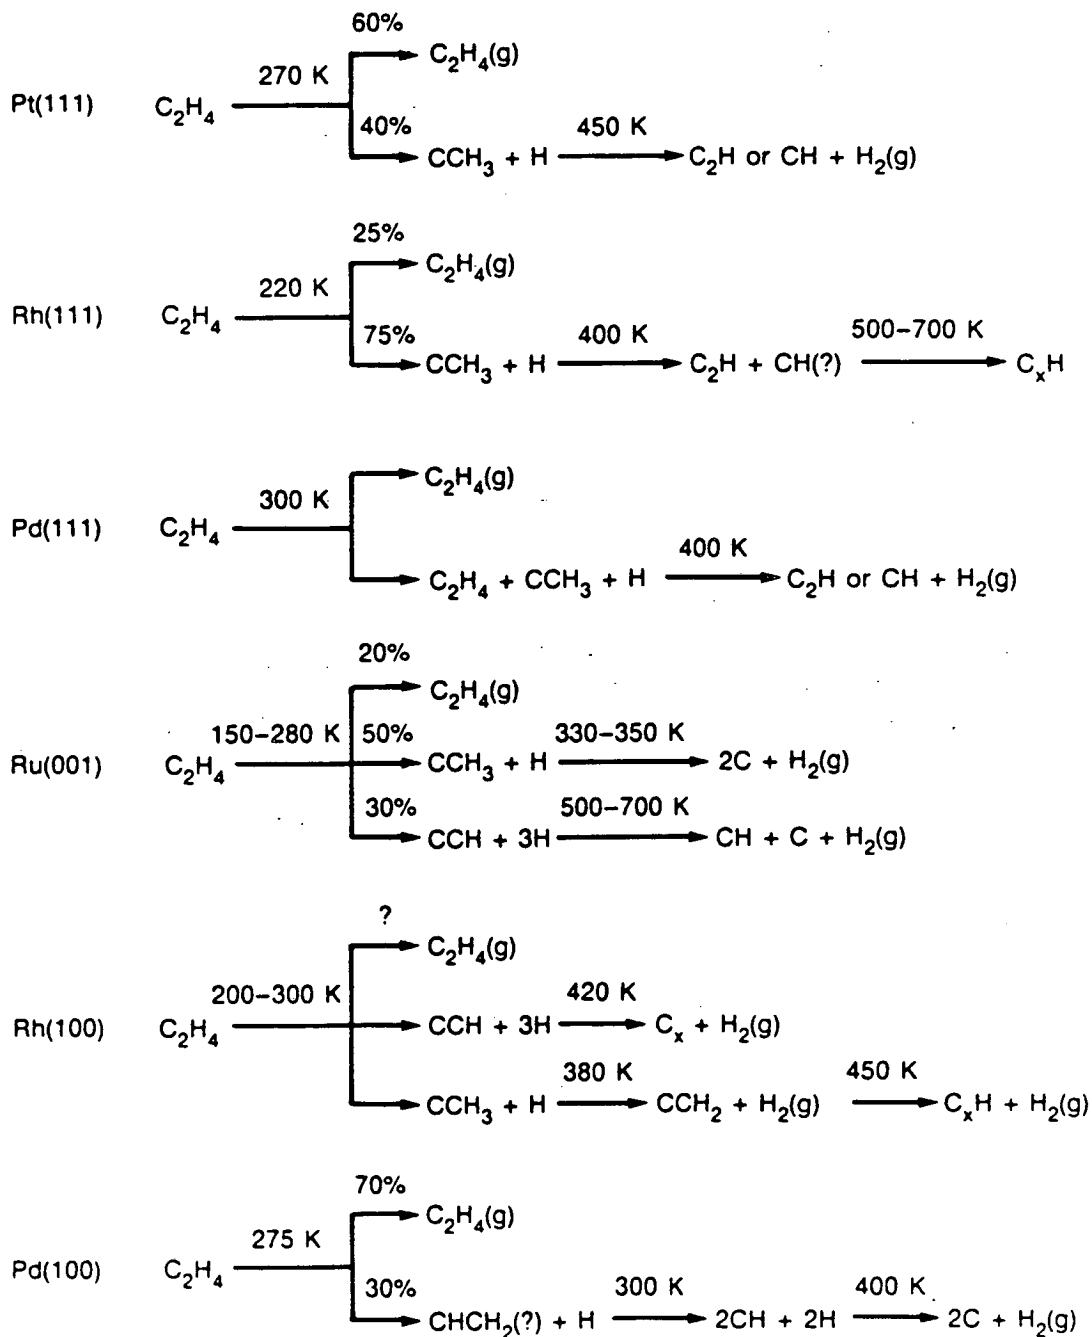 60%
C₂H₄(g)
270 K
Pt(111) C₂H₄
40% 450 K
CCH₃ + H C₂H or CH + H₂(g)
25%
C₂H₄(g)
220 K
Rh(111) C₂H₄
75% 400 K 500–700 K
CCH₃ + H C₂H + CH(?) CₓH
C₂H₄(g)
300 K
Pd(111) C₂H₄
400 K
C₂H₄ + CCH₃ + H C₂H or CH + H₂(g)
20%
C₂H₄(g)
150–280 K 50% 330–350 K
Ru(001) C₂H₄ CCH₃ + H 2C + H₂(g)
30% 500–700 K
CCH + 3H CH + C + H₂(g)
?
C₂H₄(g)
200–300 K 420 K
Rh(100) C₂H₄ CCH + 3H Cₓ + H₂(g)
380 K 450 K
CCH₃ + H CCH₂ + H₂(g) CₓH + H₂(g)
70%
C₂H₄(g)
275 K
Pd(100) C₂H₄
30% 300 K 400 K
CHCH₂(?) + H 2CH + 2H 2C + H₂(g)